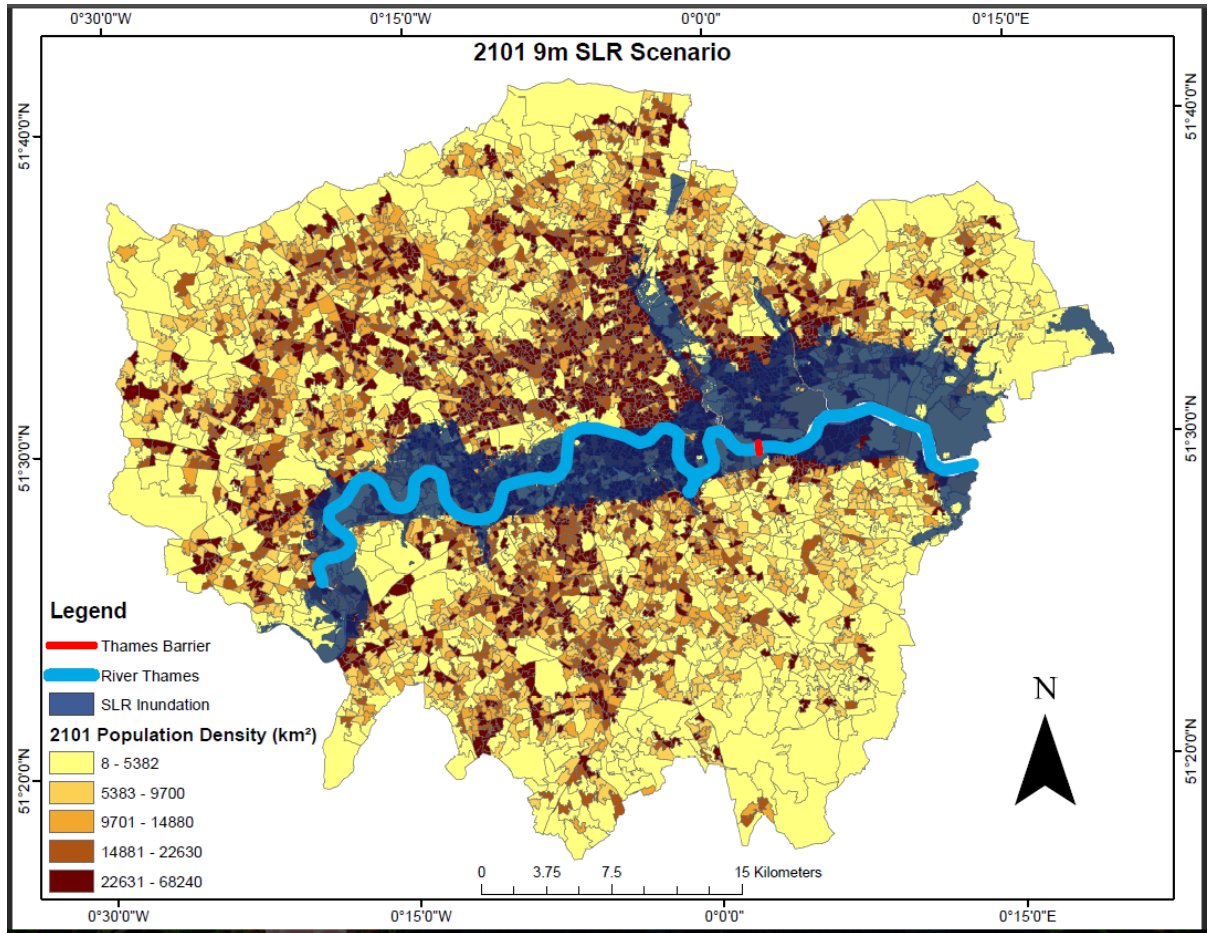 0°30'0"W 0°15'0"W 0°0'0" 0°15'0"E
2101 9m SLR Scenario
51°40'0"N 51°40'0"N
51°30'0"N 51°30'0"N
Legend
Thames Barrier
River Thames
SLR Inundation
2101 Population Density (km²)
8 - 5382
5383 - 9700
9701 - 14880
14881 - 22630
22631 - 68240
N
51°20'0"N 51°20'0"N
0 3.75 7.5 15 Kilometers
0°30'0"W 0°15'0"W 0°0'0" 0°15'0"E